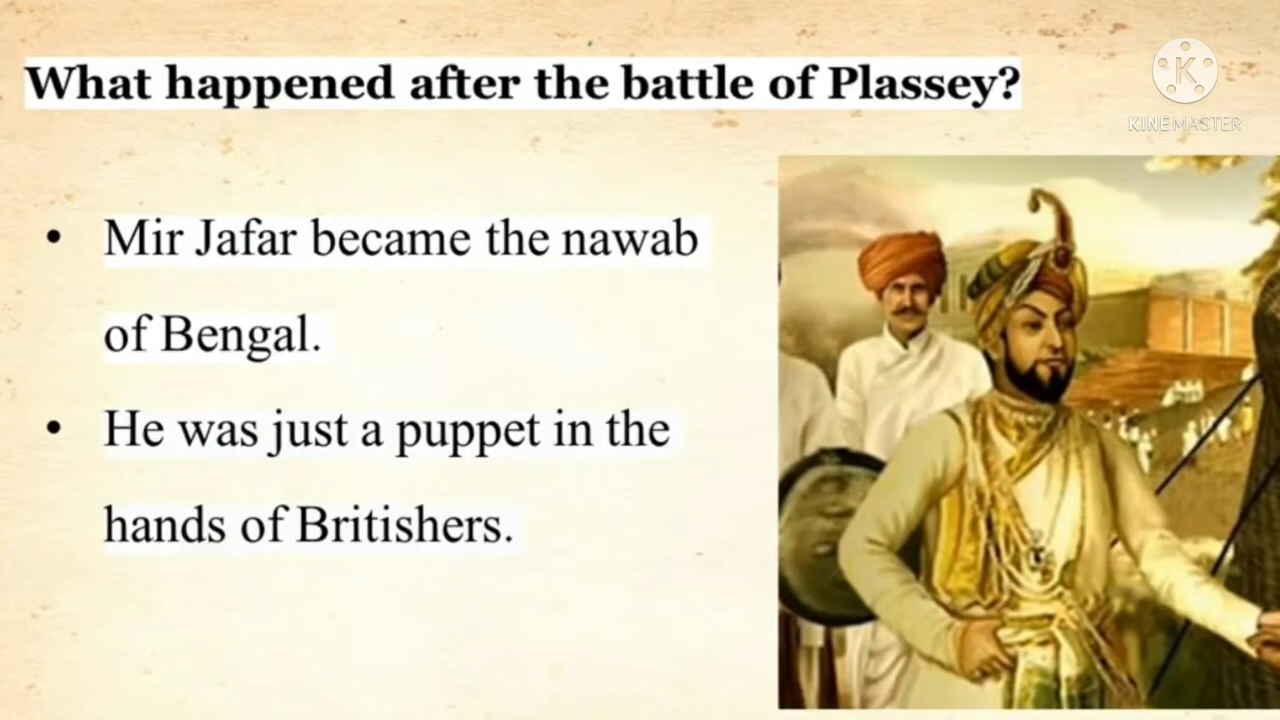 What happened after the battle of Plassey?
K
KINEMASTER
• Mir Jafar became the nawab
of Bengal.
• He was just a puppet in the
hands of Britishers.